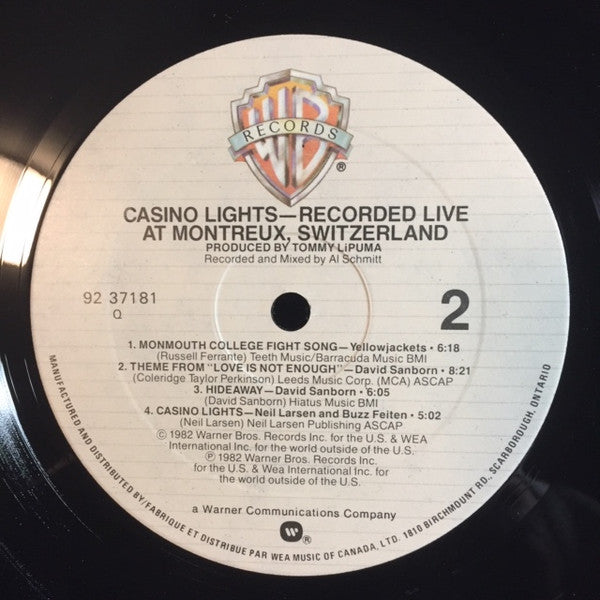 WB
RECORDS
®
CASINO LIGHTS—RECORDED LIVE
AT MONTREUX, SWITZERLAND
PRODUCED BY TOMMY LiPUMA
Recorded and Mixed by Al Schmitt
92 37181
Q
2
1. MONMOUTH COLLEGE FIGHT SONG—Yellowjackets • 6:18
(Russell Ferrante) Teeth Music/Barracuda Music BMI
2. THEME FROM "LOVE IS NOT ENOUGH"—David Sanborn • 8:21
(Coleridge Taylor Perkinson) Leeds Music Corp. (MCA) ASCAP
3. HIDEAWAY—David Sanborn • 6:05
(David Sanborn) Hiatus Music BMI
4. CASINO LIGHTS—Neil Larsen and Buzz Feiten • 5:02
(Neil Larsen) Neil Larsen Publishing ASCAP
© 1982 Warner Bros. Records Inc. for the U.S. & WEA
International Inc. for the world outside of the U.S.
℗ 1982 Warner Bros. Records Inc.
for the U.S. & Wea International Inc. for
the world outside of the U.S.
a Warner Communications Company
®
MANUFACTURED AND DISTRIBUTED BY/FABRIQUE ET DISTRIBUE PAR WEA MUSIC OF CANADA, LTD. 1810 BIRCHMOUNT RD., SCARBOROUGH, ONTARIO